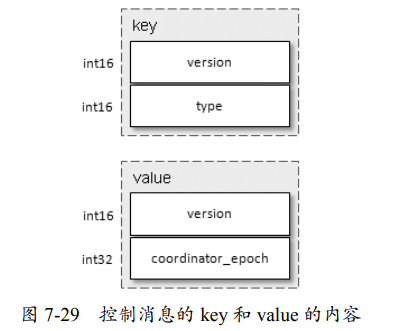 key
int16 version
int16 type
value
int16 version
int32 coordinator_epoch
图 7-29 控制消息的 key 和 value 的内容